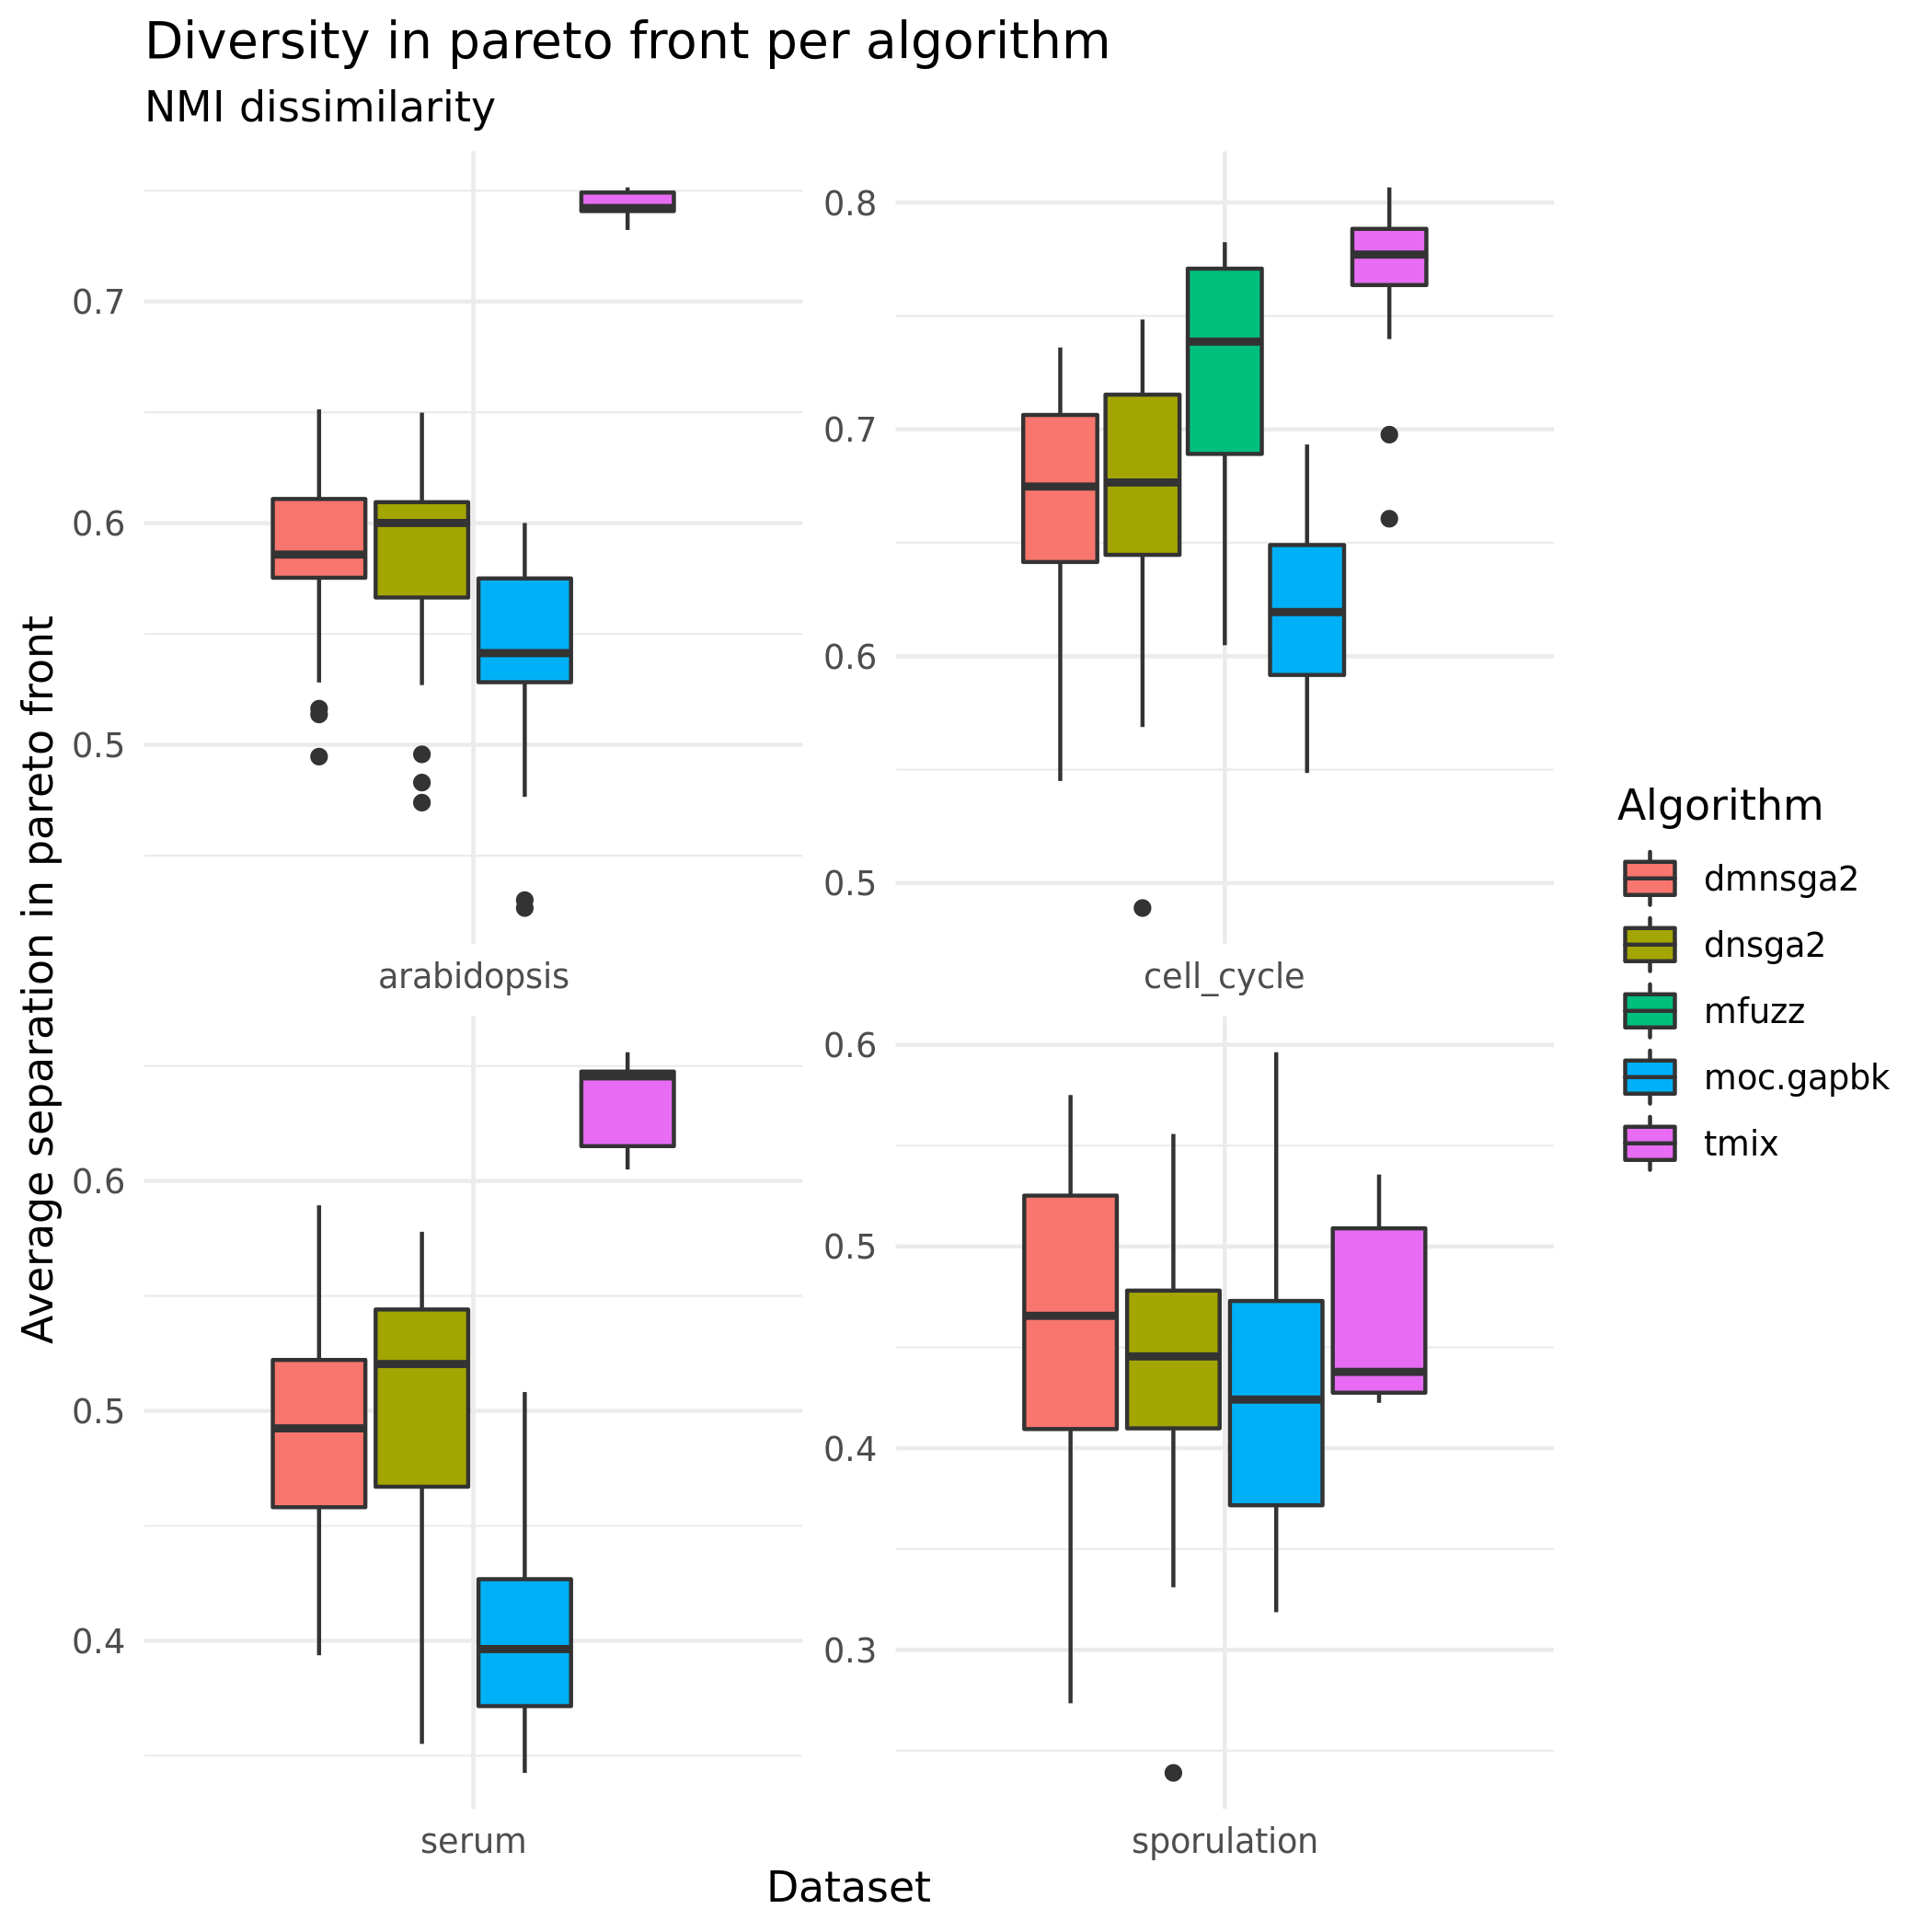 Diversity in pareto front per algorithm
NMI dissimilarity
Average separation in pareto front
0.7
0.6
0.5
arabidopsis
0.8
0.7
0.6
0.5
cell_cycle
0.6
0.5
0.4
serum
0.6
0.5
0.4
0.3
sporulation
Dataset
Algorithm
dmnsga2
dnsga2
mfuzz
moc.gapbk
tmix